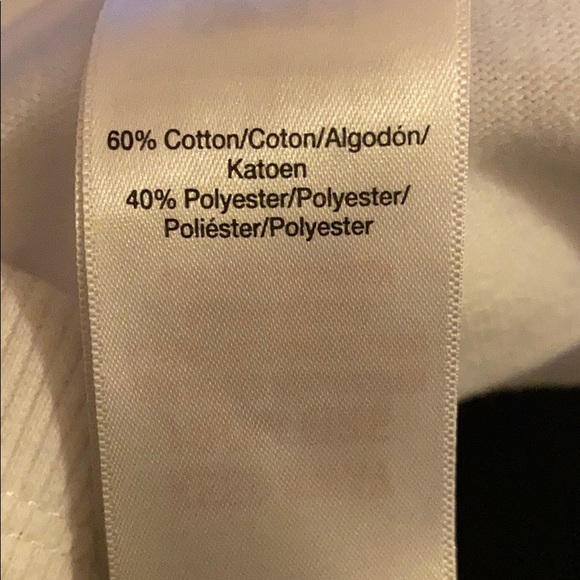 60% Cotton/Coton/Algodón/
Katoen
40% Polyester/Polyester/
Poliéster/Polyester